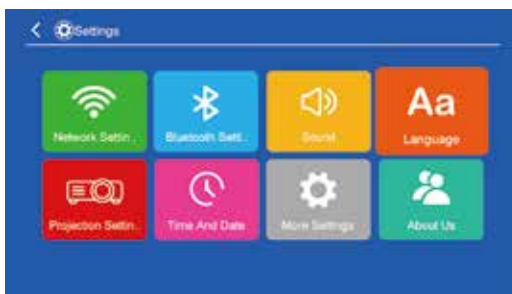 Settings
Network Settin..
Bluetooth Setti..
Sound
Aa
Language
Projection Settin..
Time And Date
More Settings
About Us